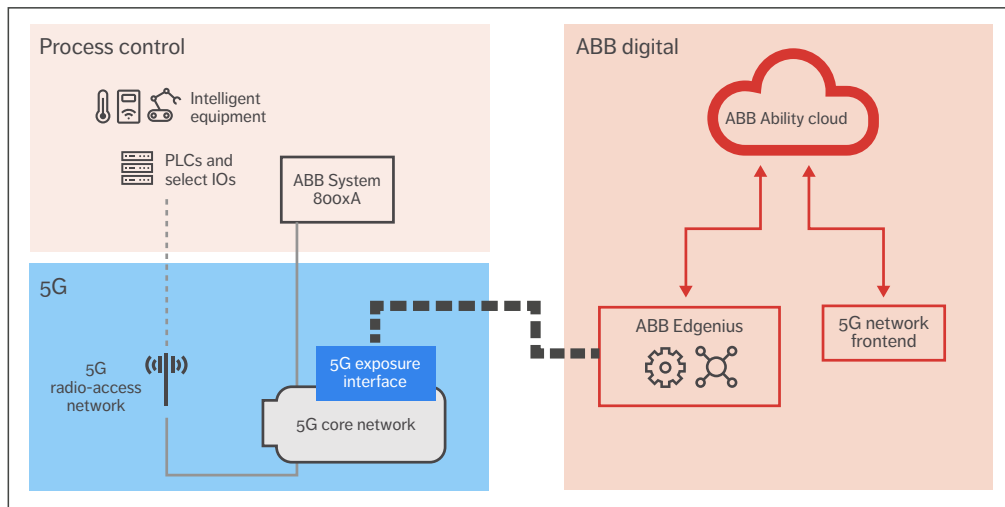 Process control
Intelligent
equipment
PLCs and
select IOs
ABB System
800xA
5G
5G
radio-access
network
5G exposure
interface
5G core network
ABB digital
ABB Ability cloud
ABB Edgenius
5G network
frontend